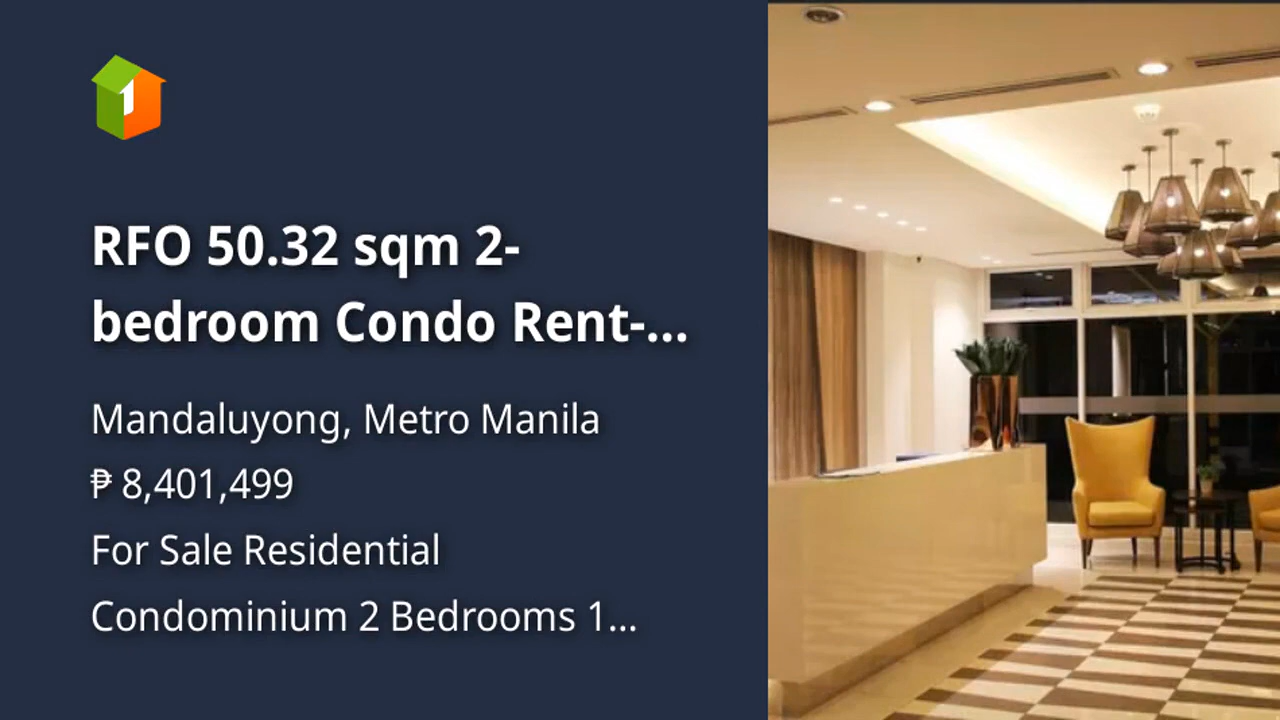 RFO 50.32 sqm 2-
bedroom Condo Rent-...
Mandaluyong, Metro Manila
₱ 8,401,499
For Sale Residential
Condominium 2 Bedrooms 1...